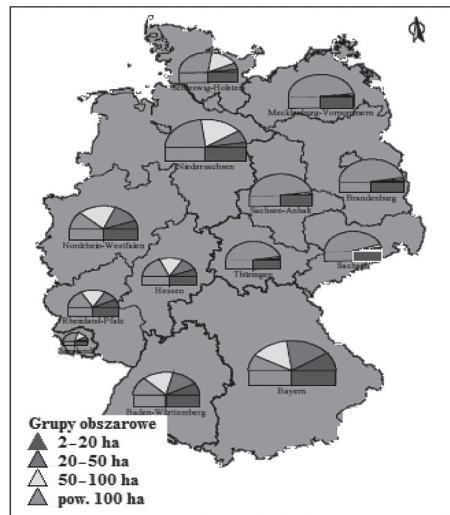 Schleswig-Holstein
Mecklenburg-Vorpommern
Niedersachsen
Brandenburg
Sachsen-Anhalt
Nordrhein-Westfalen
Sachsen
Thüringen
Hessen
Rheinland-Pfalz
Saarland
Baden-Württemberg
Bayern
Grupy obszarowe
2–20 ha
20–50 ha
50–100 ha
pow. 100 ha